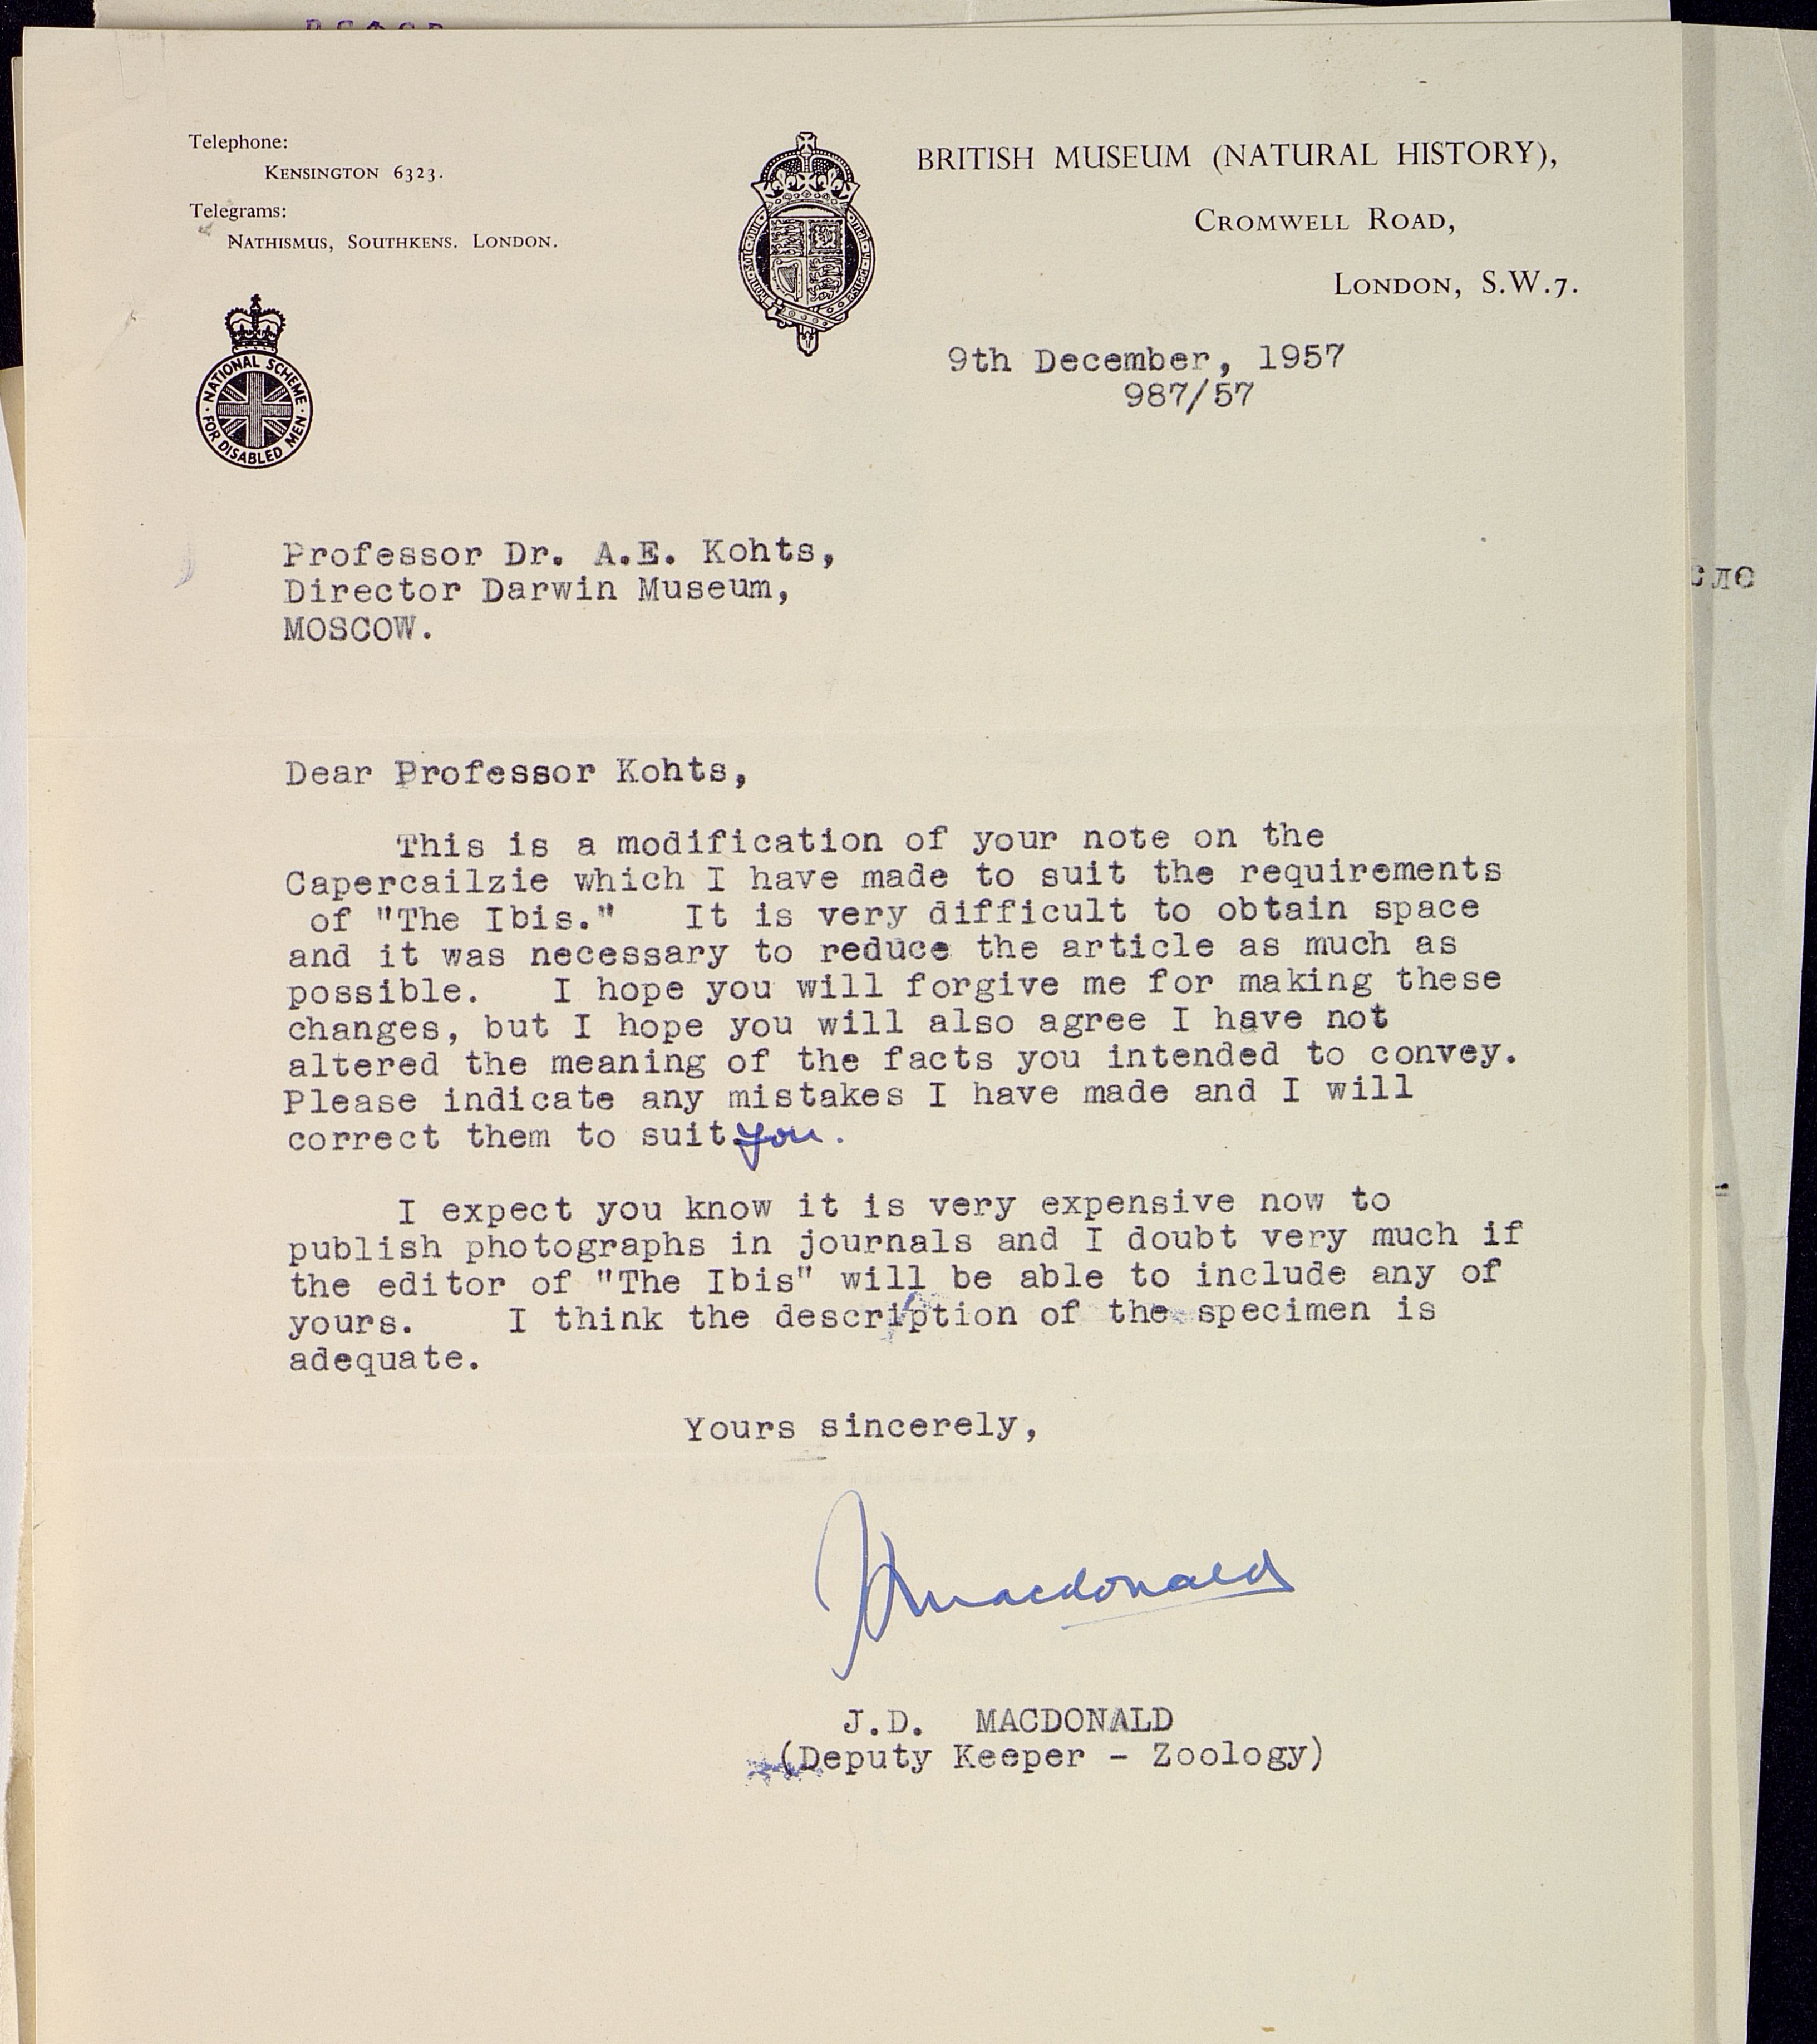 Telephone:
KENSINGTON 6323.
Telegrams:
NATHISMUS, SOUTHKENS. LONDON.
NATIONAL SCHEME
FOR DISABLED MEN
BRITISH MUSEUM (NATURAL HISTORY),
CROMWELL ROAD,
LONDON, S.W.7.
9th December, 1957
987/57
Professor Dr. A.E. Kohts,
Director Darwin Museum,
MOSCOW.
Dear Professor Kohts,
This is a modification of your note on the
Capercailzie which I have made to suit the requirements
of "The Ibis." It is very difficult to obtain space
and it was necessary to reduce the article as much as
possible. I hope you will forgive me for making these
changes, but I hope you will also agree I have not
altered the meaning of the facts you intended to convey.
Please indicate any mistakes I have made and I will
correct them to suit you.
I expect you know it is very expensive now to
publish photographs in journals and I doubt very much if
the editor of "The Ibis" will be able to include any of
yours. I think the description of the specimen is
adequate.
Yours sincerely,
JDmacdonald
J.D. MACDONALD
(Deputy Keeper - Zoology)
сле